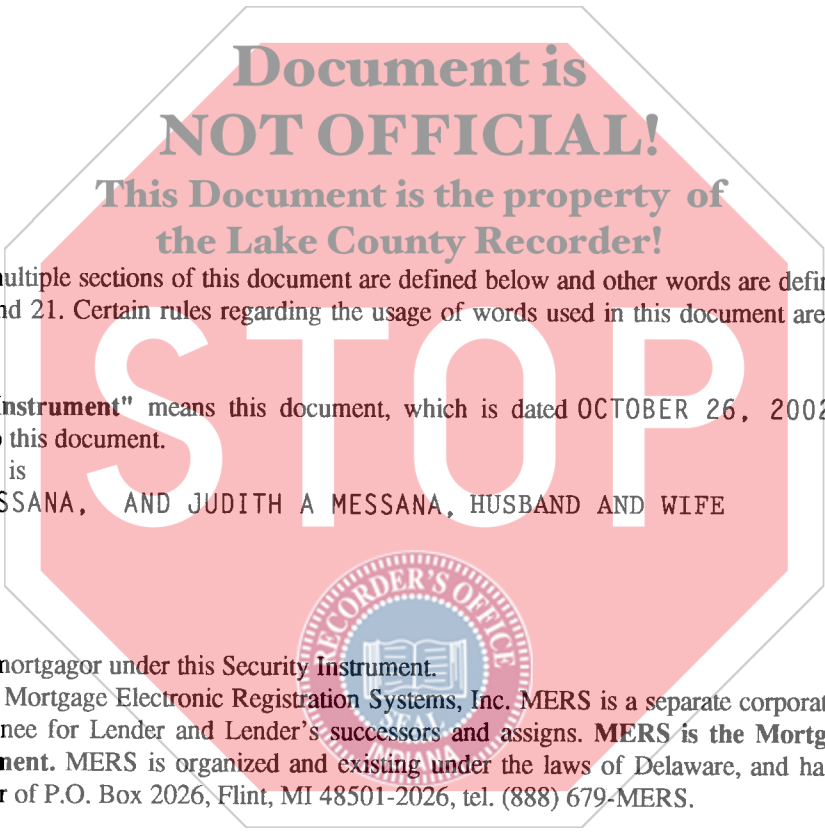 Document is
NOT OFFICIAL!
This Document is the property of
the Lake County Recorder!
ultiple sections of this document are defined below and other words are defin
nd 21. Certain rules regarding the usage of words used in this document are
STOP
Instrument" means this document, which is dated OCTOBER 26, 2002
this document.
is
SSANA, AND JUDITH A MESSANA, HUSBAND AND WIFE
RECORDER'S OFFICE
mortgagor under this Security Instrument.
Mortgage Electronic Registration Systems, Inc. MERS is a separate corporat
nee for Lender and Lender's successors and assigns. MERS is the Mortg
SEAL
ment. MERS is organized and existing under the laws of Delaware, and ha
INDIANA
r of P.O. Box 2026, Flint, MI 48501-2026, tel. (888) 679-MERS.